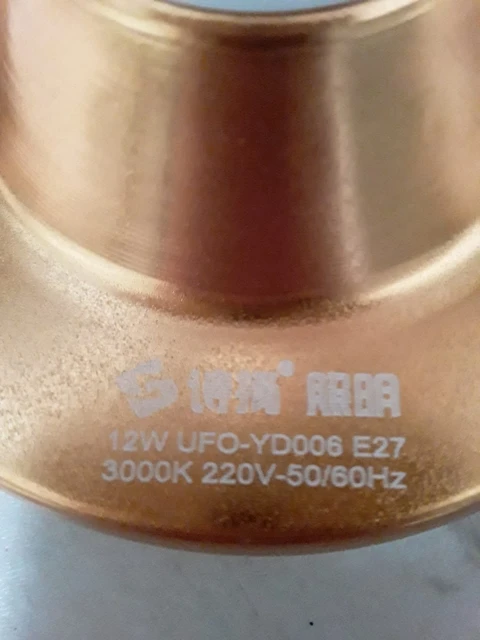 照明
12W UFO-YD006 E27
3000K 220V-50/60Hz